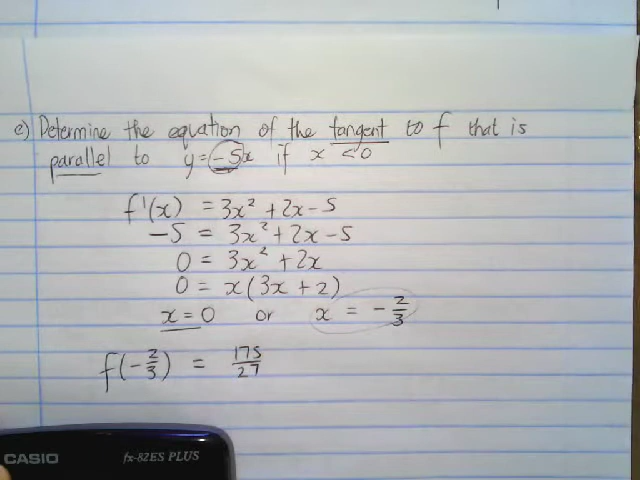 e) Determine the equation of the tangent to f that is
parallel to y = -5x if x < 0
f'(x) = 3x² + 2x - 5
-5 = 3x² + 2x - 5
0 = 3x² + 2x
0 = x(3x + 2)
x = 0 or x = -2/3
f(-2/3) = 175/27
CASIO fx-82ES PLUS